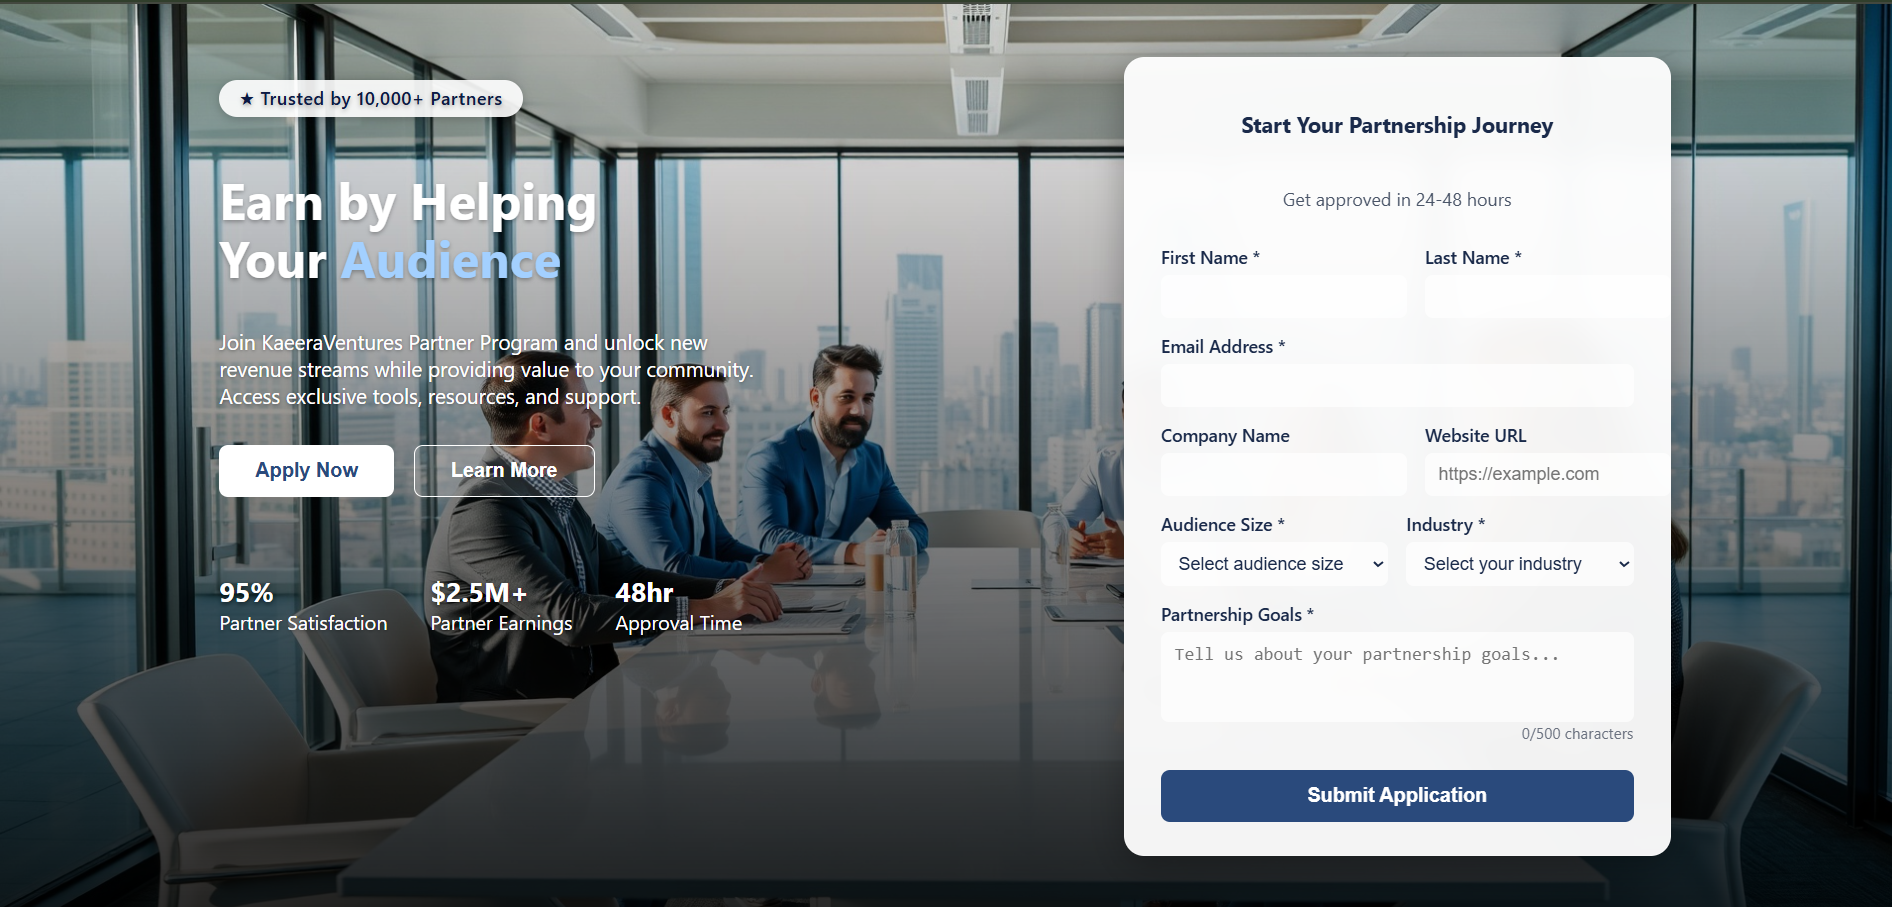 ★ Trusted by 10,000+ Partners
Earn by Helping
Your Audience
Join KaeeraVentures Partner Program and unlock new
revenue streams while providing value to your community.
Access exclusive tools, resources, and support.
Apply Now
Learn More
95%
Partner Satisfaction
$2.5M+
Partner Earnings
48hr
Approval Time
Start Your Partnership Journey
Get approved in 24-48 hours
First Name *
Last Name *
Email Address *
Company Name
Website URL
https://example.com
Audience Size *
Industry *
Select audience size
Select your industry
Partnership Goals *
Tell us about your partnership goals...
0/500 characters
Submit Application